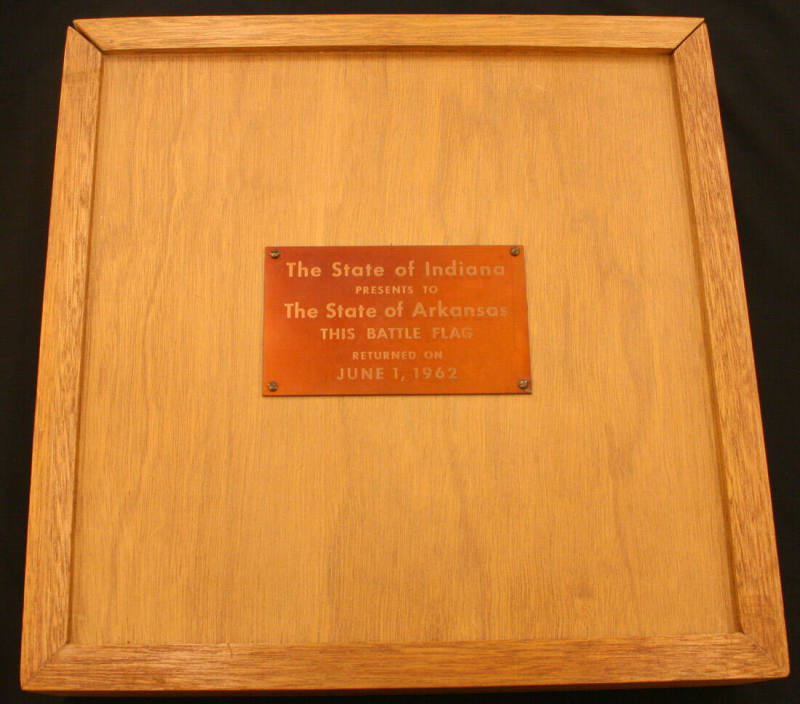 The State of Indiana
PRESENTS TO
The State of Arkansas
THIS BATTLE FLAG
RETURNED ON
JUNE 1, 1962